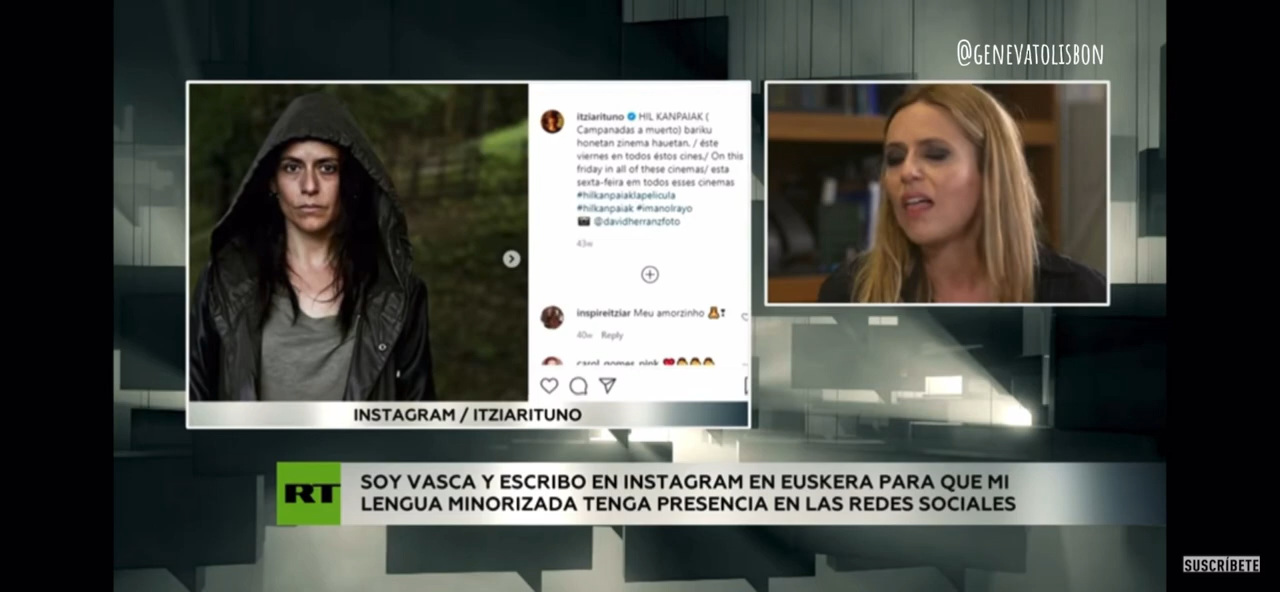 @GENEVATOLISBON
itziarituno HIL KANPAIAK (
Campanadas a muerto) bariku
honetan zinema hauetan. / éste
viernes en todos éstos cines./ On this
friday in all of these cinemas/ esta
sexta-feira em todos esses cinemas
#hilkanpaiaklapelicula
#hilkanpaiak #imanolrayo
@davidherranzfoto
43w
inspireitziar Meu amorzinho
40w Reply
carol_gomes_pink
INSTAGRAM / ITZIARITUNO
RT
SOY VASCA Y ESCRIBO EN INSTAGRAM EN EUSKERA PARA QUE MI
LENGUA MINORIZADA TENGA PRESENCIA EN LAS REDES SOCIALES
SUSCRÍBETE